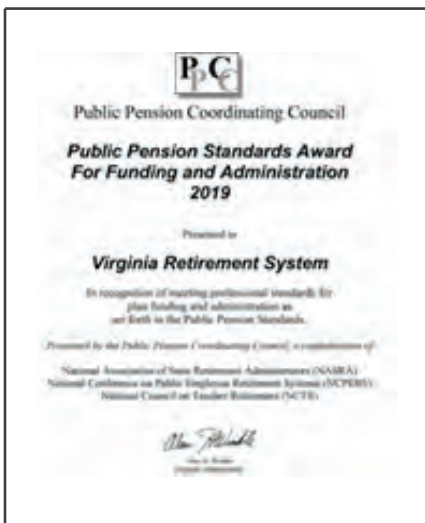 PPCC
Public Pension Coordinating Council
Public Pension Standards Award
For Funding and Administration
2019
Presented to
Virginia Retirement System
In recognition of meeting professional standards for
plan funding and administration as
set forth in the Public Pension Standards.
Presented by the Public Pension Coordinating Council, a confederation of
National Association of State Retirement Administrators (NASRA)
National Conference on Public Employee Retirement Systems (NCPERS)
National Council on Teacher Retirement (NCTR)